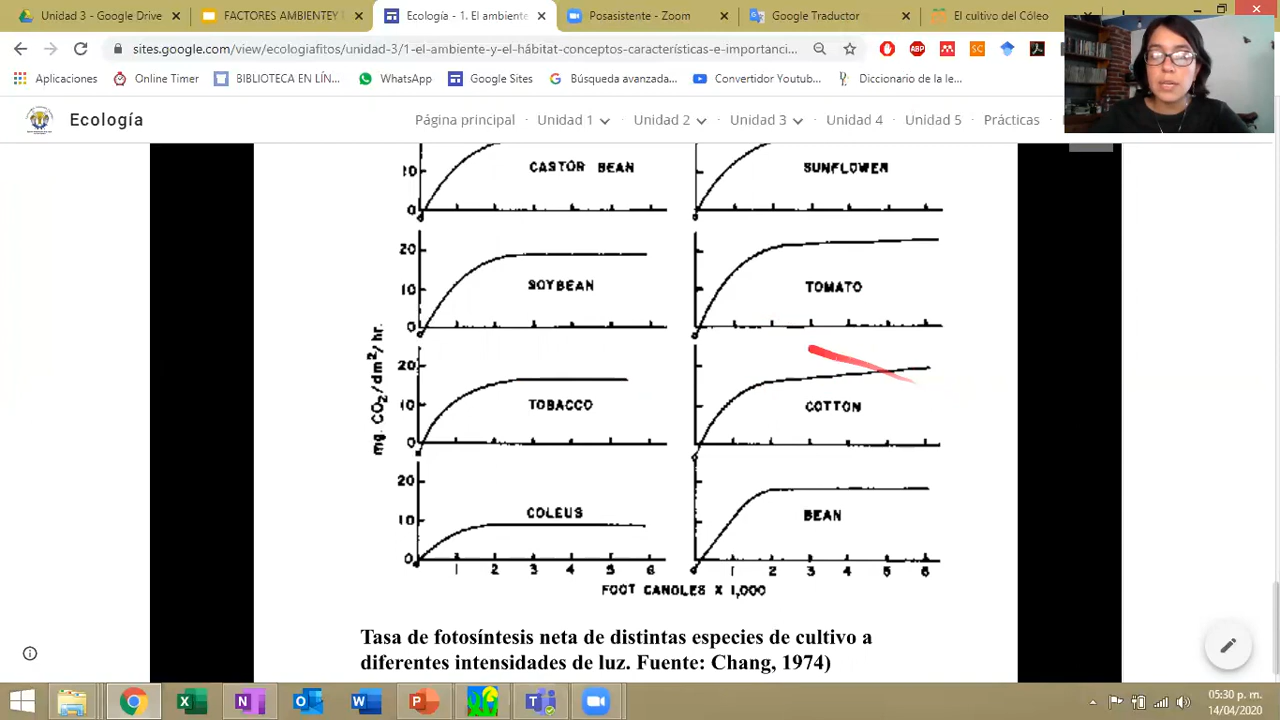 Unidad 3 -
FACTORES AMBIENTEY
Ecología - 1. El ambiente y el
Posasistente - Zoom
Google Traductor
El cultivo del Cóleo
sites.google.com/view/ecologiafitos/unidad-3/1-el-ambiente-y-el-hábitat-conceptos-características-e-importanci...
Aplicaciones
Online Timer
BIBLIOTECA EN LÍN...
WhatsApp
Google Sites
Búsqueda avanzada...
Convertidor Youtub...
Diccionario de la le...
Ecología
Página principal
Unidad 1
Unidad 2
Unidad 3
Unidad 4
Unidad 5
Prácticas
10
CASTOR BEAN
SUNFLOWER
0
20
SOYBEAN
TOMATO
10
0
mg. CO2/dm2/hr.
20
10
TOBACCO
COTTON
0
20
COLEUS
BEAN
10
0
1 2 3 4 5 6 1 2 3 4 5 6
FOOT CANDLES X 1,000
Tasa de fotosíntesis neta de distintas especies de cultivo a
diferentes intensidades de luz. Fuente: Chang, 1974)
05:30 p. m.
14/04/2020